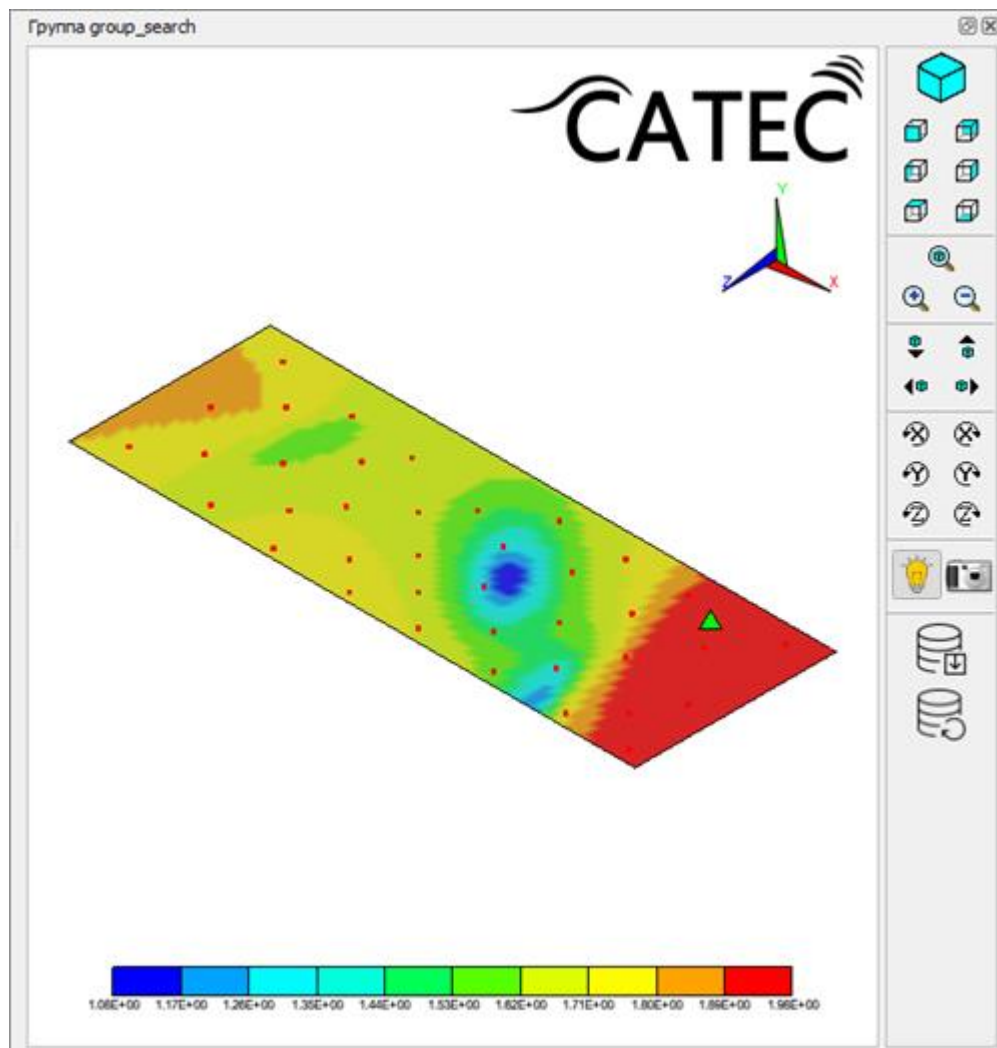 Группа group_search
CATEC
Y
Z
X
X X
Y Y
Z Z
1.08E+00 1.17E+00 1.26E+00 1.35E+00 1.44E+00 1.53E+00 1.62E+00 1.71E+00 1.80E+00 1.89E+00 1.98E+00